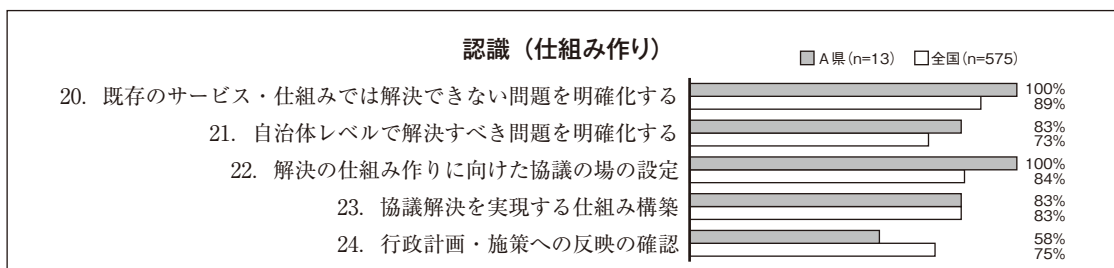 認識（仕組み作り）
A県(n=13) 全国(n=575)
20. 既存のサービス・仕組みでは解決できない問題を明確化する
100%
89%
21. 自治体レベルで解決すべき問題を明確化する
83%
73%
22. 解決の仕組み作りに向けた協議の場の設定
100%
84%
23. 協議解決を実現する仕組み構築
83%
83%
24. 行政計画・施策への反映の確認
58%
75%